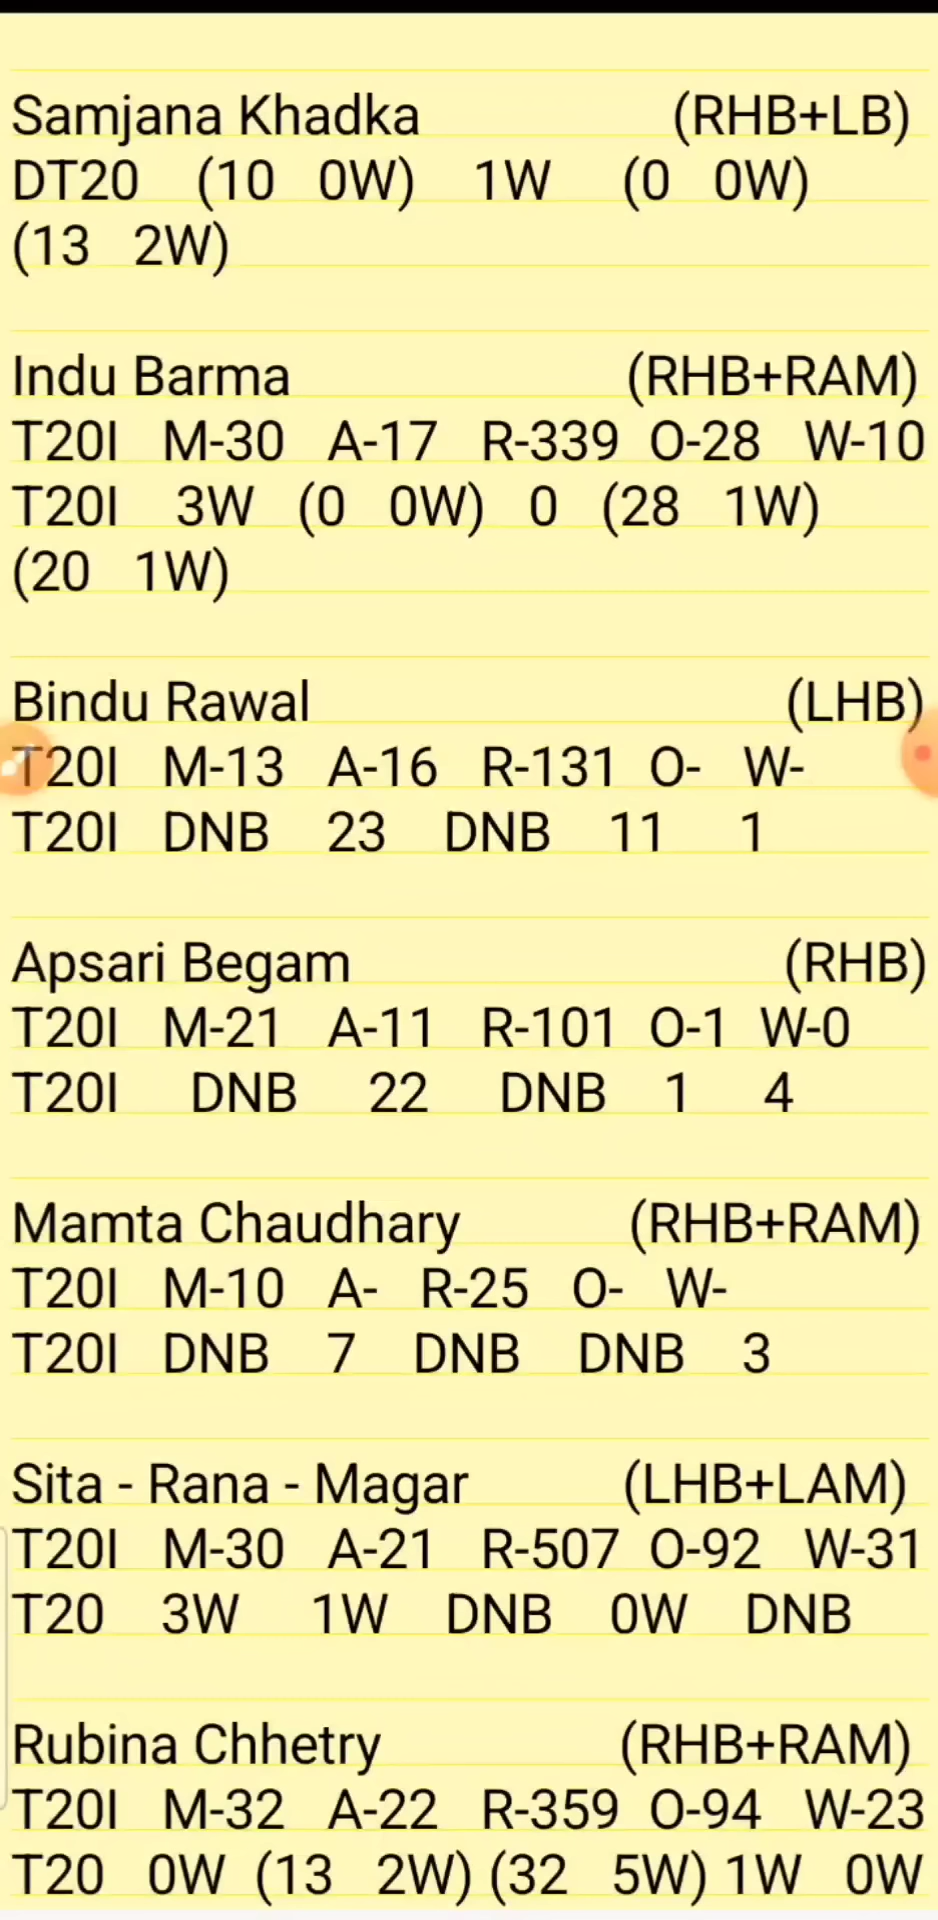 Samjana Khadka (RHB+LB)
DT20 (10 0W) 1W (0 0W)
(13 2W)
Indu Barma (RHB+RAM)
T20I M-30 A-17 R-339 O-28 W-10
T20I 3W (0 0W) 0 (28 1W)
(20 1W)
Bindu Rawal (LHB)
T20I M-13 A-16 R-131 O- W-
T20I DNB 23 DNB 11 1
Apsari Begam (RHB)
T20I M-21 A-11 R-101 O-1 W-0
T20I DNB 22 DNB 1 4
Mamta Chaudhary (RHB+RAM)
T20I M-10 A- R-25 O- W-
T20I DNB 7 DNB DNB 3
Sita - Rana - Magar (LHB+LAM)
T20I M-30 A-21 R-507 O-92 W-31
T20 3W 1W DNB 0W DNB
Rubina Chhetry (RHB+RAM)
T20I M-32 A-22 R-359 O-94 W-23
T20 0W (13 2W) (32 5W) 1W 0W